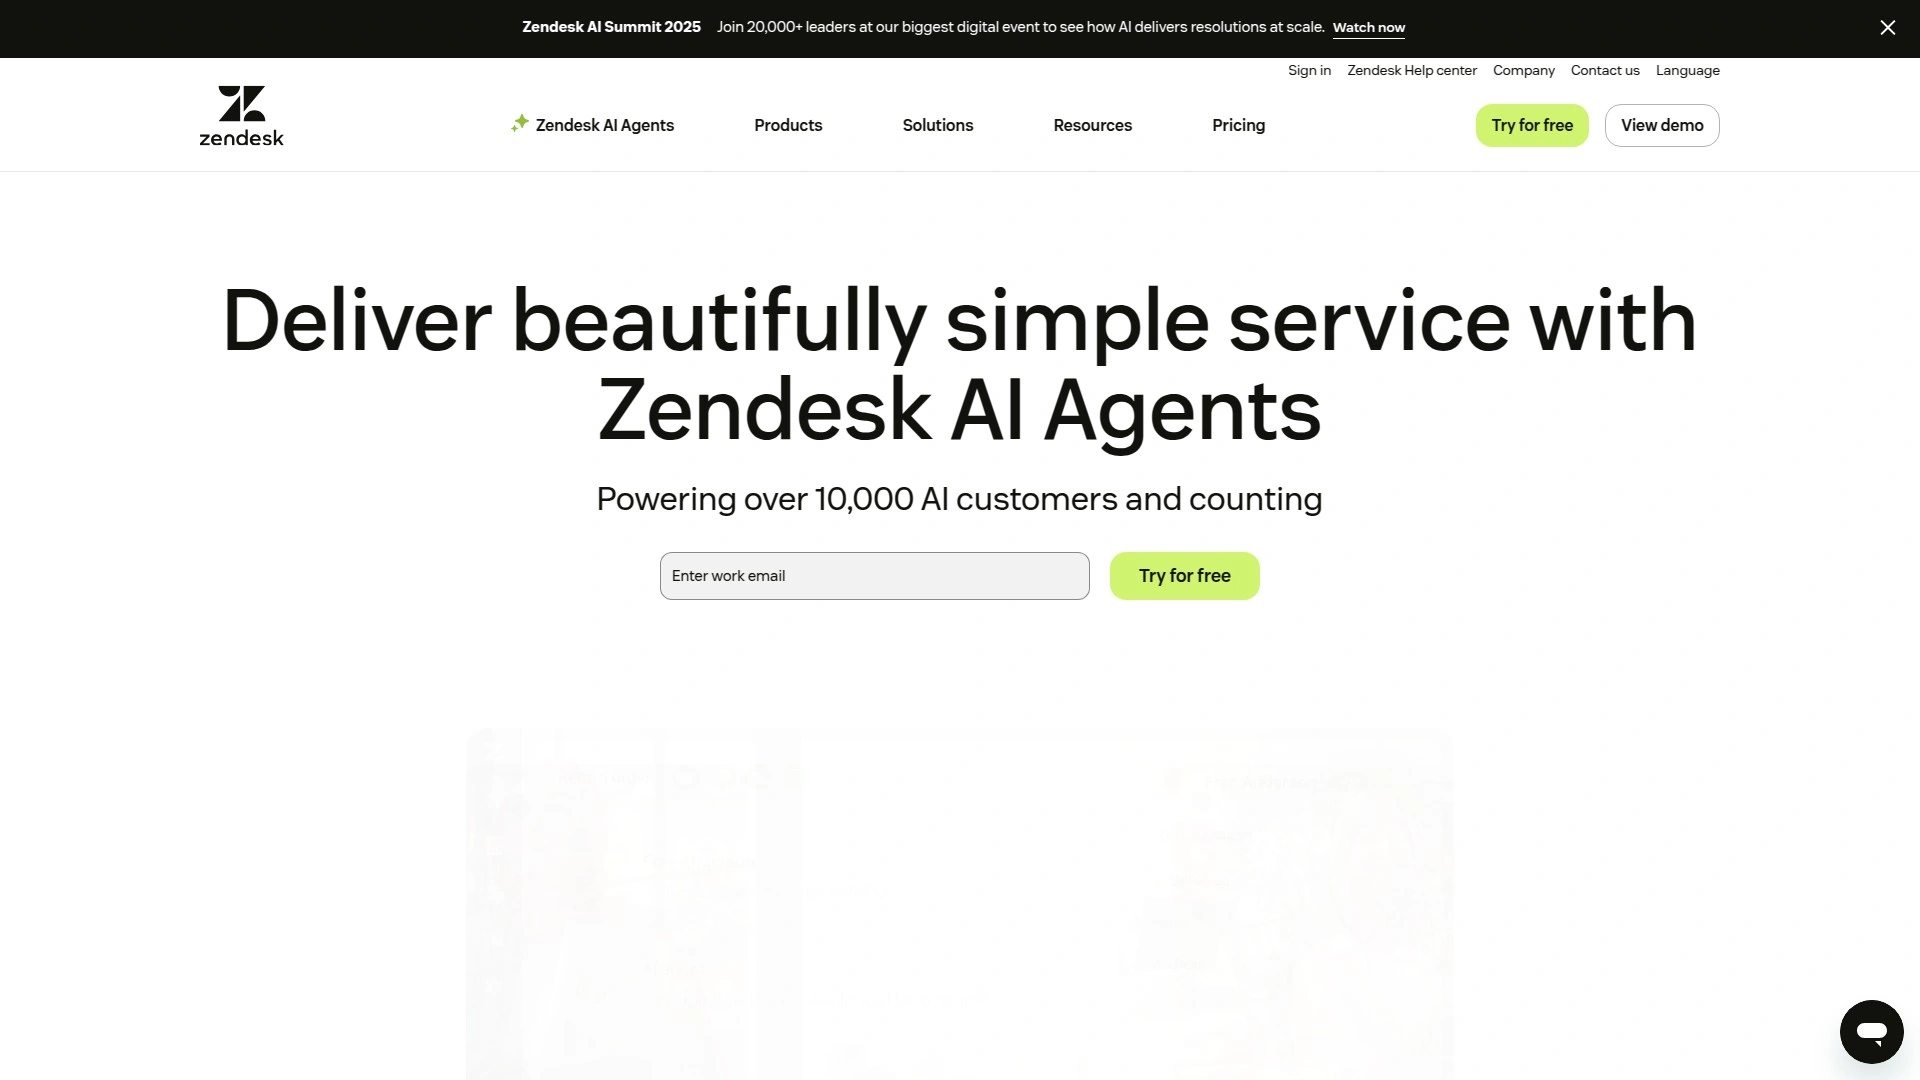 Zendesk AI Summit 2025 Join 20,000+ leaders at our biggest digital event to see how AI delivers resolutions at scale. Watch now
Sign in Zendesk Help center Company Contact us Language
zendesk
Zendesk AI Agents Products Solutions Resources Pricing Try for free View demo
Deliver beautifully simple service with
Zendesk AI Agents
Powering over 10,000 AI customers and counting
Enter work email Try for free